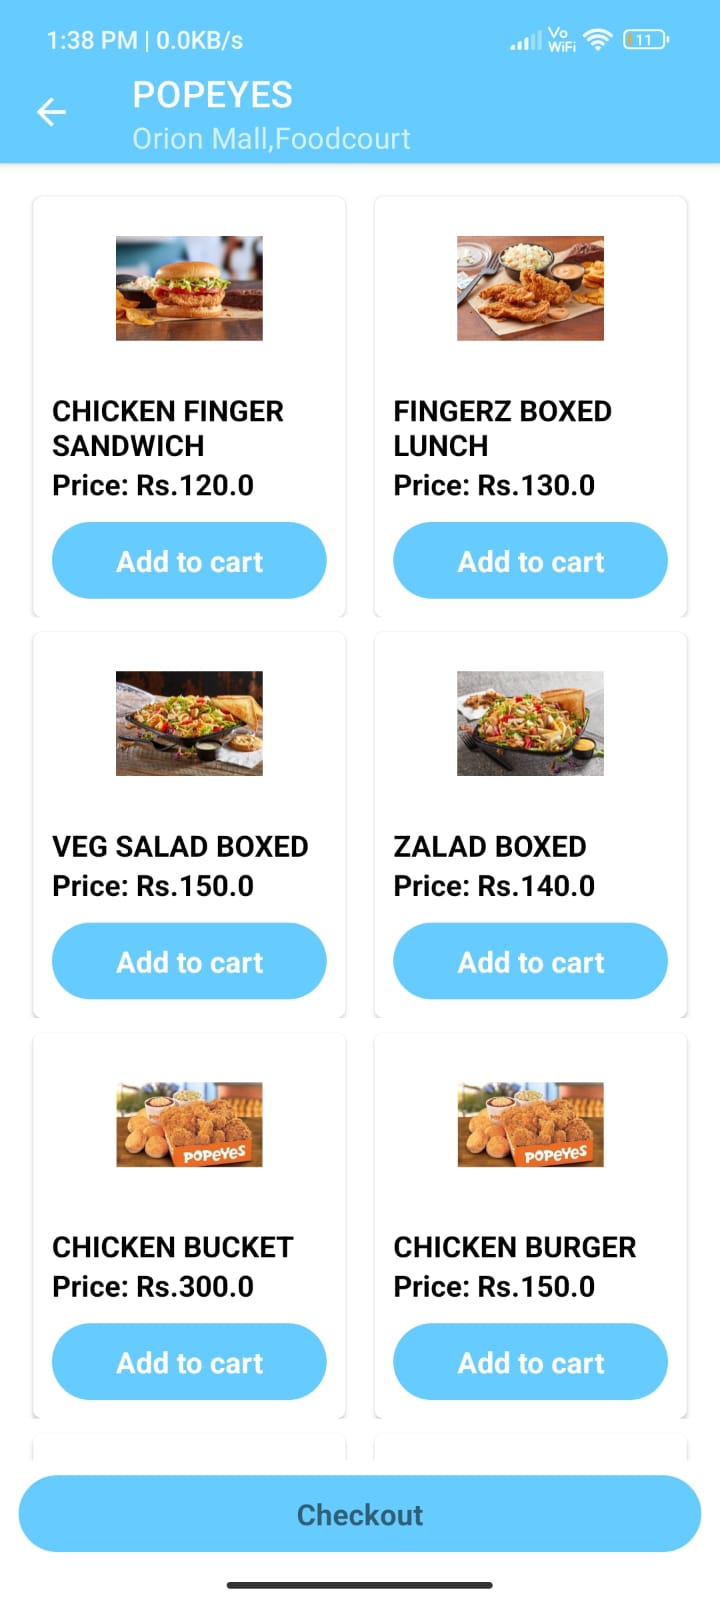 1:38 PM | 0.0KB/s
Vo
WiFi
11
POPEYES
Orion Mall,Foodcourt
CHICKEN FINGER
SANDWICH
Price: Rs.120.0
Add to cart
FINGERZ BOXED
LUNCH
Price: Rs.130.0
Add to cart
VEG SALAD BOXED
Price: Rs.150.0
Add to cart
ZALAD BOXED
Price: Rs.140.0
Add to cart
POPEYES
CHICKEN BUCKET
Price: Rs.300.0
Add to cart
POPEYES
CHICKEN BURGER
Price: Rs.150.0
Add to cart
Checkout